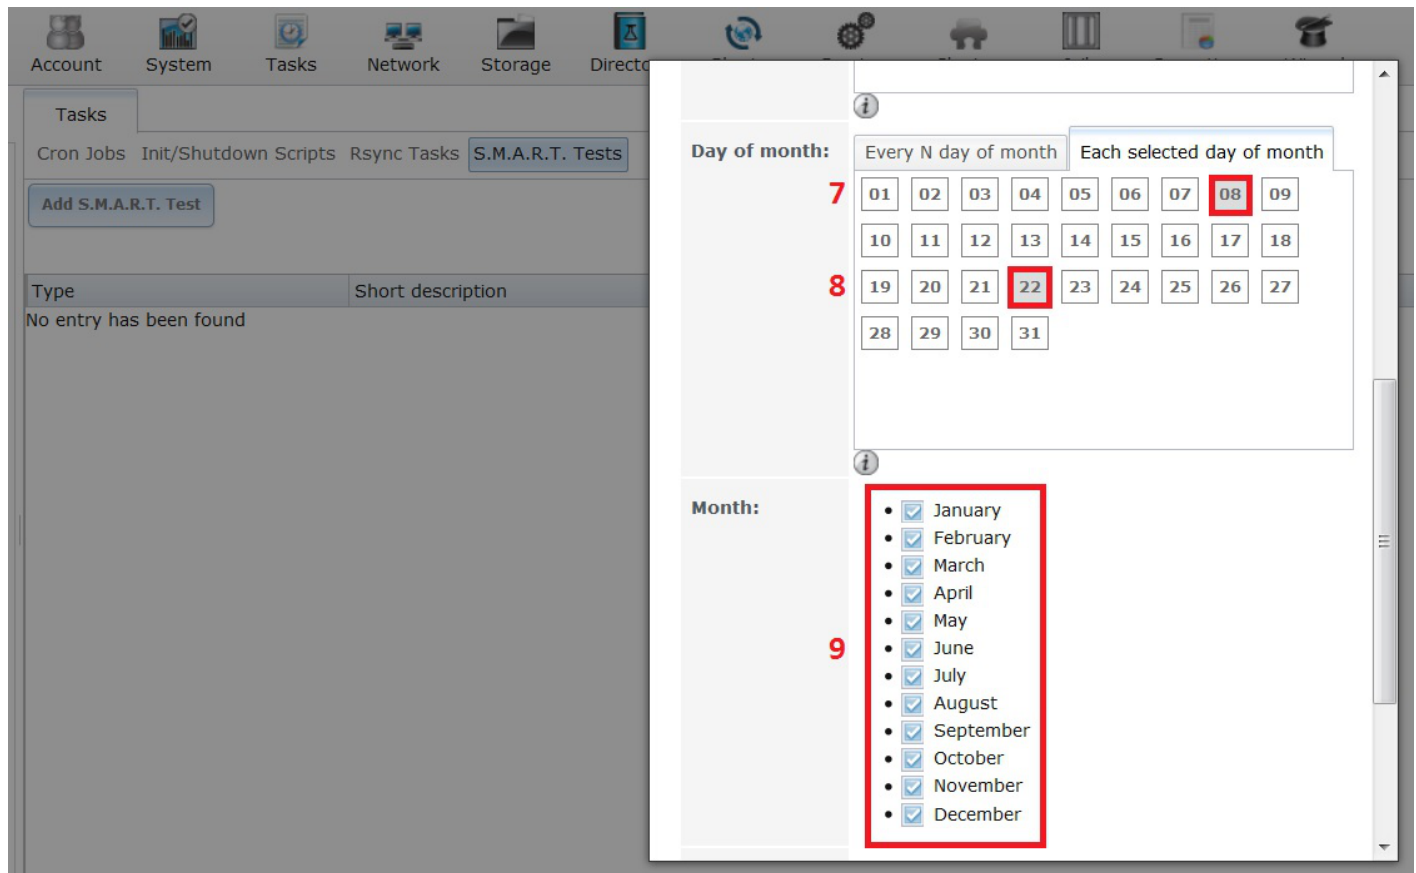 Account System Tasks Network Storage Directo
Tasks
Cron Jobs Init/Shutdown Scripts Rsync Tasks S.M.A.R.T. Tests
Add S.M.A.R.T. Test
Type Short description
No entry has been found
Day of month: Every N day of month Each selected day of month
7 01 02 03 04 05 06 07 08 09
10 11 12 13 14 15 16 17 18
8 19 20 21 22 23 24 25 26 27
28 29 30 31
Month:
January
February
March
April
May
9 June
July
August
September
October
November
December